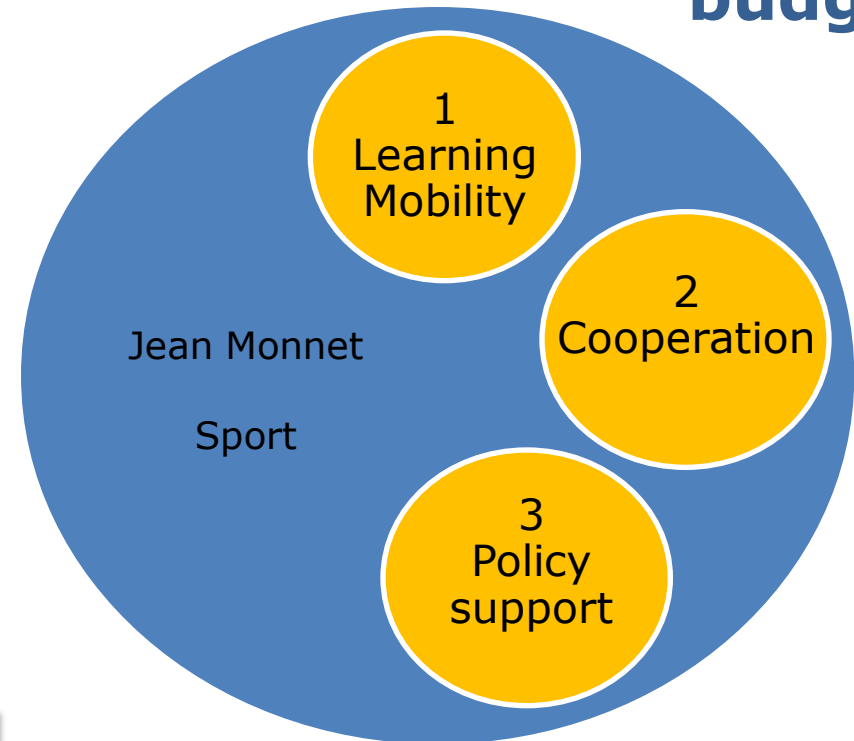 1
Learning
Mobility
2
Cooperation
Jean Monnet
Sport
3
Policy
support